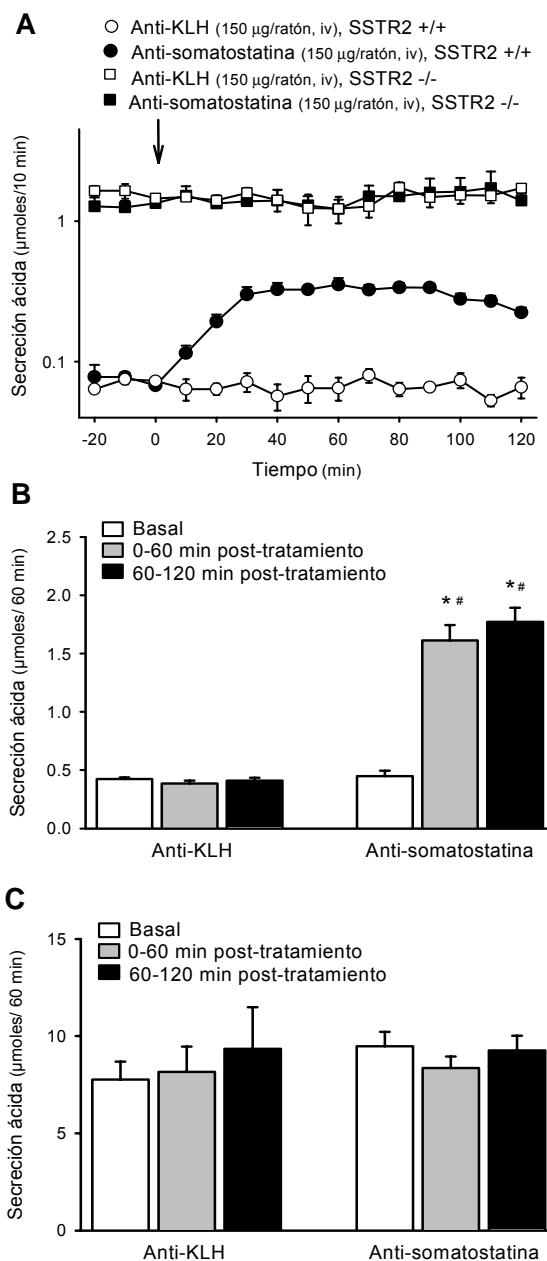 A
Anti-KLH (150 µg/ratón, iv), SSTR2 +/+
Anti-somatostatina (150 µg/ratón, iv), SSTR2 +/+
Anti-KLH (150 µg/ratón, iv), SSTR2 -/-
Anti-somatostatina (150 µg/ratón, iv), SSTR2 -/-
Secreción ácida (µmoles/10 min)
1
0.1
-20 0 20 40 60 80 100 120
Tiempo (min)
B
Basal
0-60 min post-tratamiento
60-120 min post-tratamiento
Secreción ácida (µmoles/ 60 min)
2.5
2.0
1.5
1.0
0.5
0.0
* # * #
Anti-KLH Anti-somatostatina
C
Basal
0-60 min post-tratamiento
60-120 min post-tratamiento
Secreción ácida (µmoles/ 60 min)
15
10
5
0
Anti-KLH Anti-somatostatina